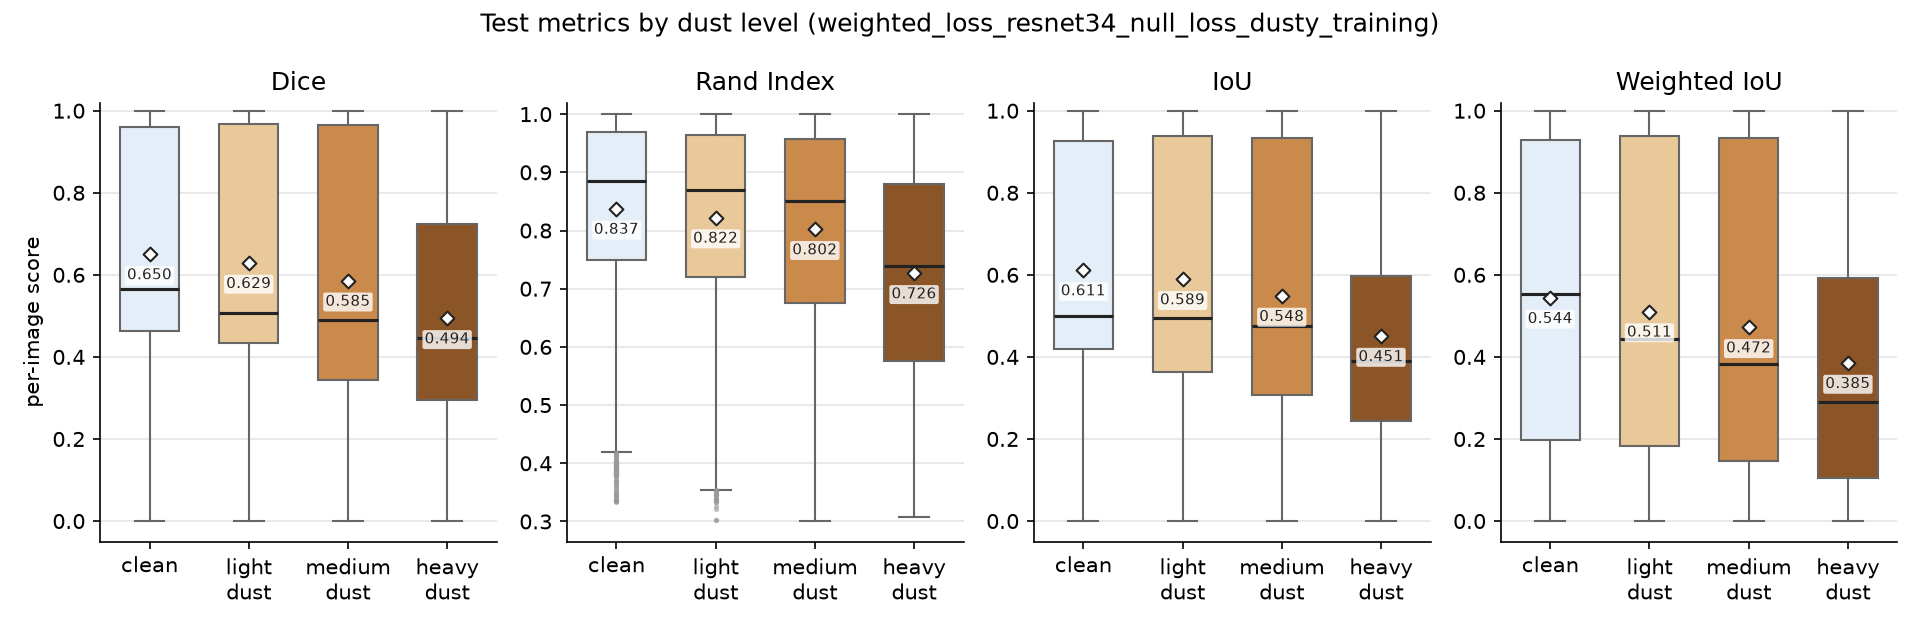 Test metrics by dust level (weighted_loss_resnet34_null_loss_dusty_training)
Dice
per-image score
1.0
0.8
0.6
0.4
0.2
0.0
0.650
0.629
0.585
0.494
clean
light
dust
medium
dust
heavy
dust
Rand Index
1.0
0.9
0.8
0.7
0.6
0.5
0.4
0.3
0.837
0.822
0.802
0.726
clean
light
dust
medium
dust
heavy
dust
IoU
1.0
0.8
0.6
0.4
0.2
0.0
0.611
0.589
0.548
0.451
clean
light
dust
medium
dust
heavy
dust
Weighted IoU
1.0
0.8
0.6
0.4
0.2
0.0
0.544
0.511
0.472
0.385
clean
light
dust
medium
dust
heavy
dust